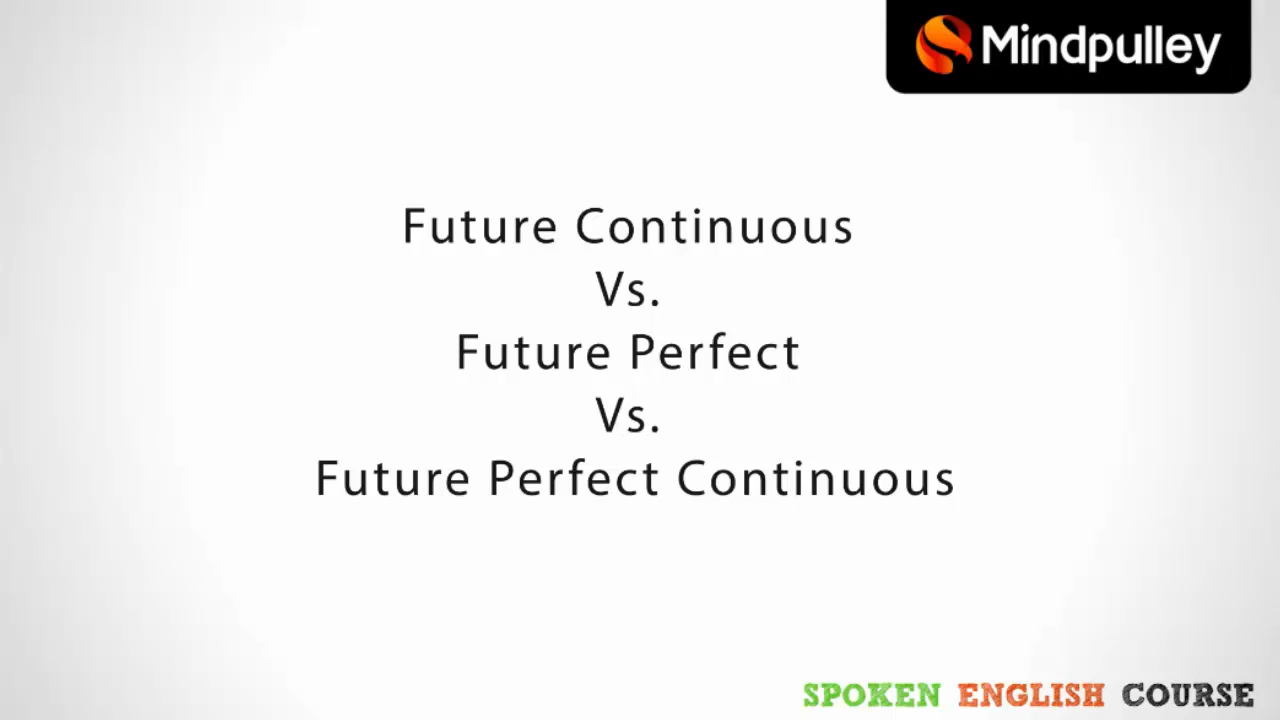 Mindpulley
Future Continuous
Vs.
Future Perfect
Vs.
Future Perfect Continuous
SPOKEN ENGLISH COURSE